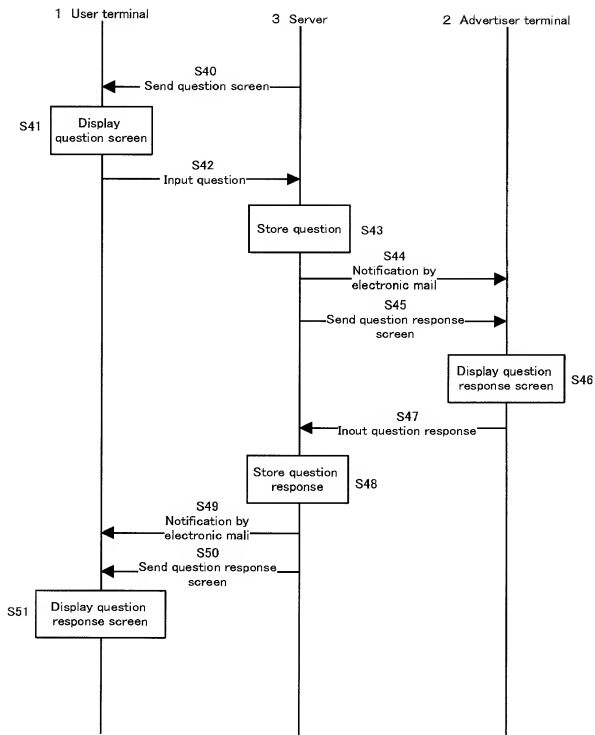 1 User terminal
3 Server
2 Advertiser terminal
S40
Send question screen
S41
Display
question screen
S42
Input question
Store question
S43
S44
Notification by
electronic mail
S45
Send question response
screen
Display question
response screen
S46
S47
Inout question response
Store question
response
S48
S49
Notification by
electronic mali
S50
Send question response
screen
S51
Display question
response screen